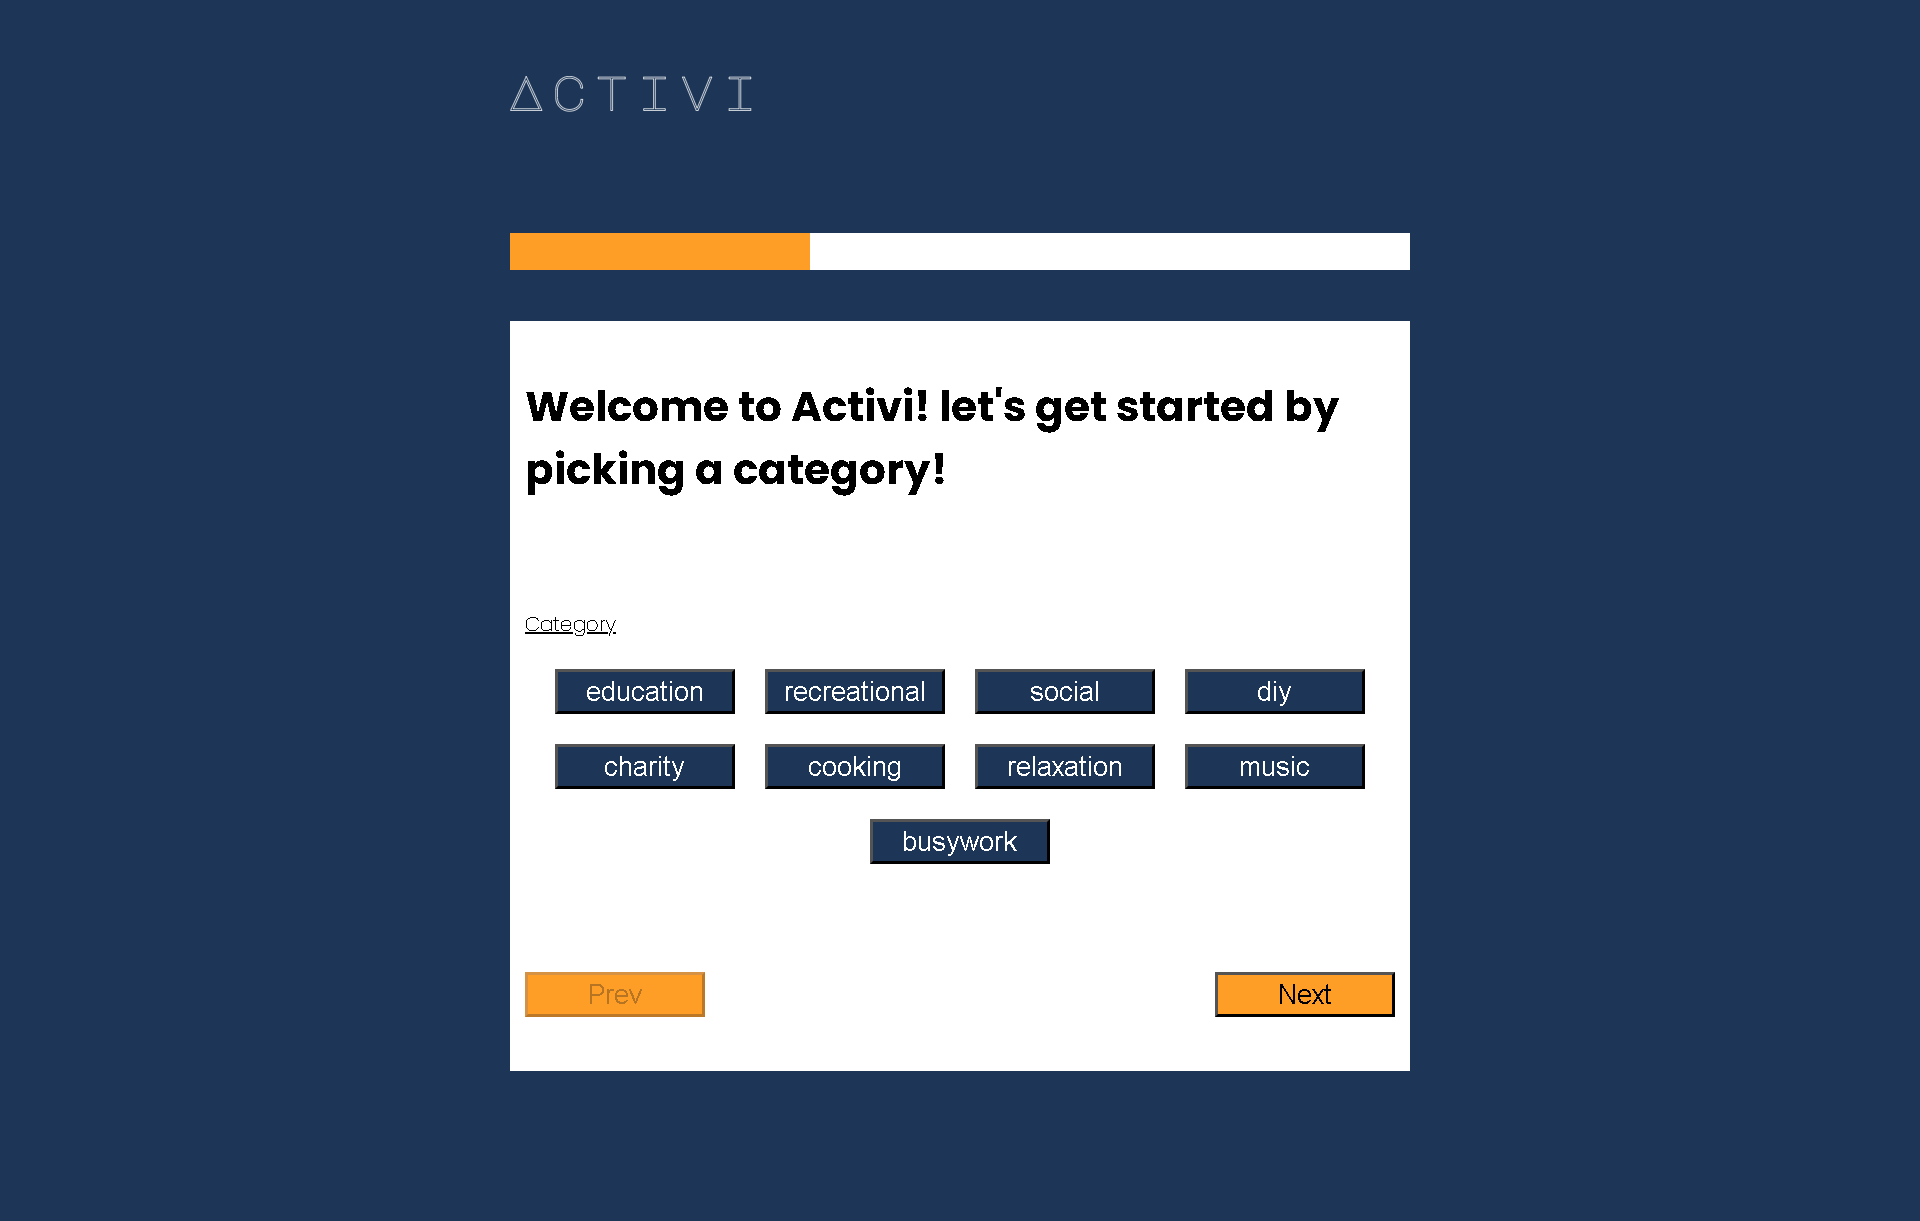 ACTIVI
Welcome to Activi! let's get started by
picking a category!
Category
education recreational social diy
charity cooking relaxation music
busywork
Prev Next